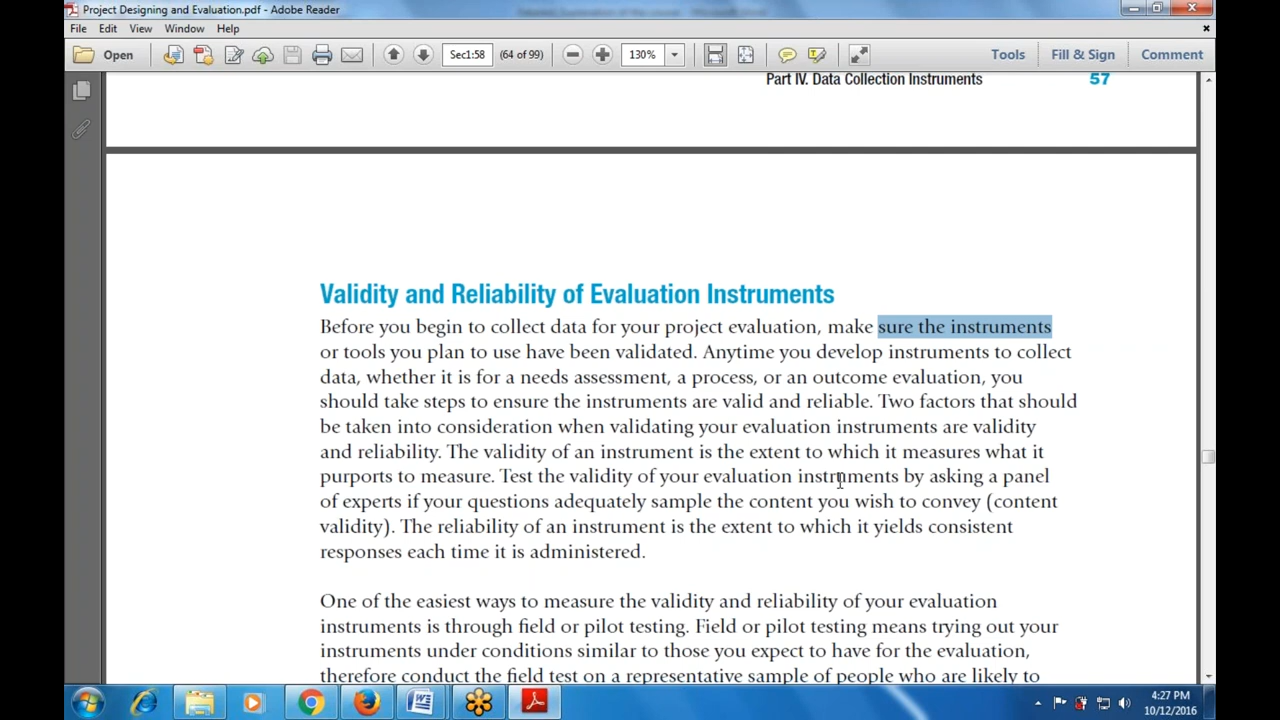 Project Designing and Evaluation.pdf - Adobe Reader
File Edit View Window Help
Open Sec1:58 (64 of 99) 130% Tools Fill & Sign Comment
Part IV. Data Collection Instruments 57
Validity and Reliability of Evaluation Instruments
Before you begin to collect data for your project evaluation, make sure the instruments
or tools you plan to use have been validated. Anytime you develop instruments to collect
data, whether it is for a needs assessment, a process, or an outcome evaluation, you
should take steps to ensure the instruments are valid and reliable. Two factors that should
be taken into consideration when validating your evaluation instruments are validity
and reliability. The validity of an instrument is the extent to which it measures what it
purports to measure. Test the validity of your evaluation instruments by asking a panel
of experts if your questions adequately sample the content you wish to convey (content
validity). The reliability of an instrument is the extent to which it yields consistent
responses each time it is administered.
One of the easiest ways to measure the validity and reliability of your evaluation
instruments is through field or pilot testing. Field or pilot testing means trying out your
instruments under conditions similar to those you expect to have for the evaluation,
therefore conduct the field test on a representative sample of people who are likely to
4:27 PM
10/12/2016